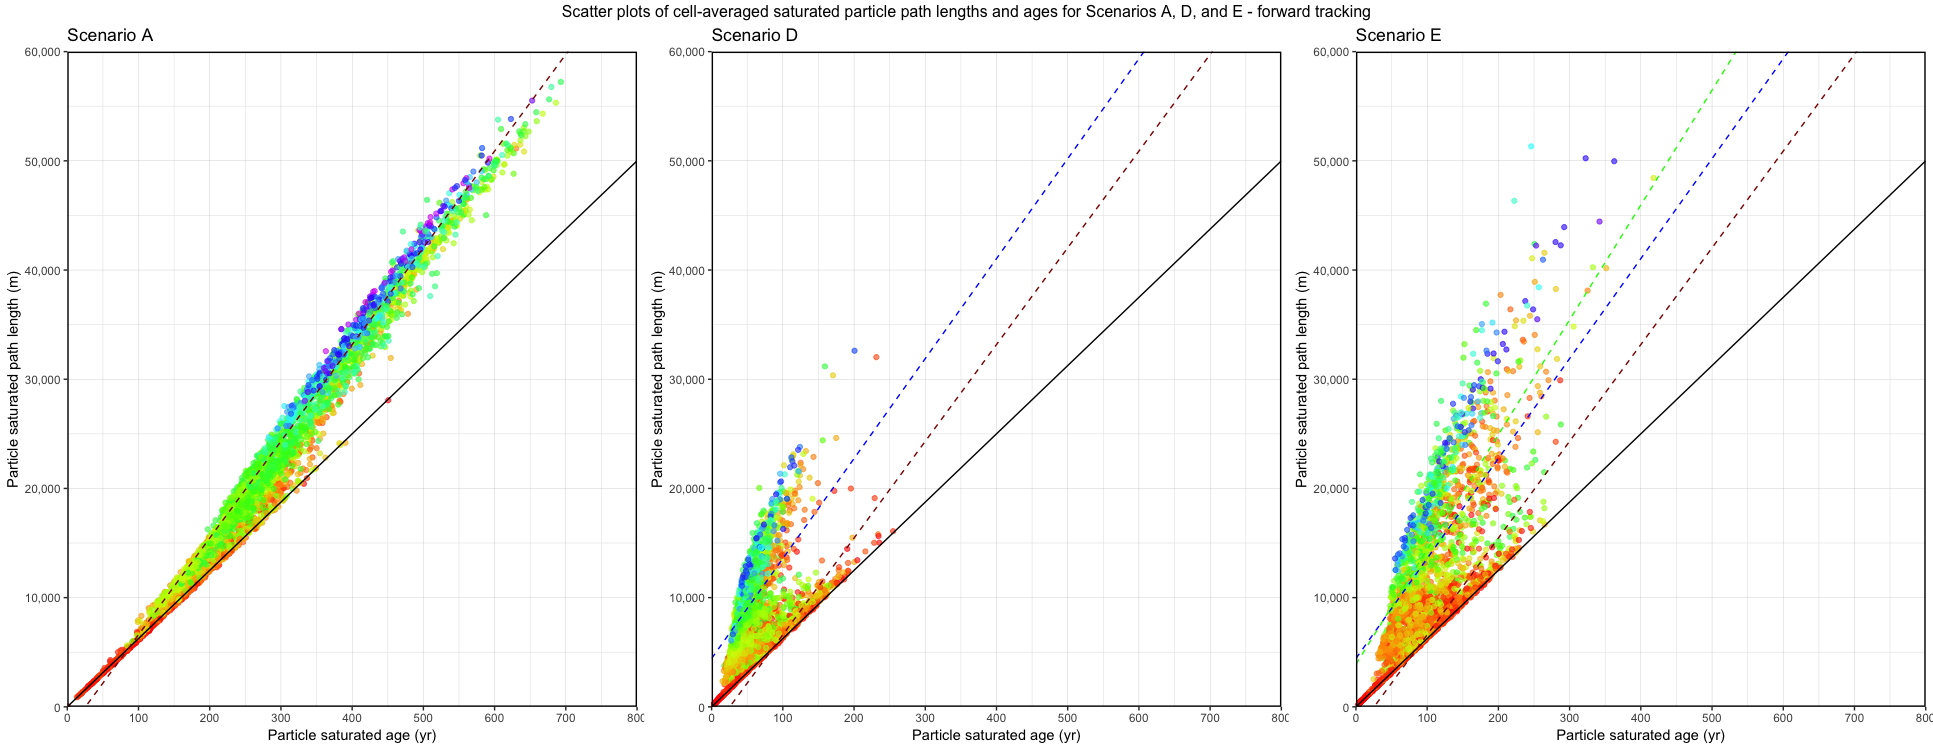 Scatter plots of cell-averaged saturated particle path lengths and ages for Scenarios A, D, and E - forward tracking
Scenario A
60,000
50,000
40,000
30,000
20,000
10,000
0
Particle saturated path length (m)
0 100 200 300 400 500 600 700 800
Particle saturated age (yr)
Scenario D
60,000
50,000
40,000
30,000
20,000
10,000
0
Particle saturated path length (m)
0 100 200 300 400 500 600 700 800
Particle saturated age (yr)
Scenario E
60,000
50,000
40,000
30,000
20,000
10,000
0
Particle saturated path length (m)
0 100 200 300 400 500 600 700 800
Particle saturated age (yr)